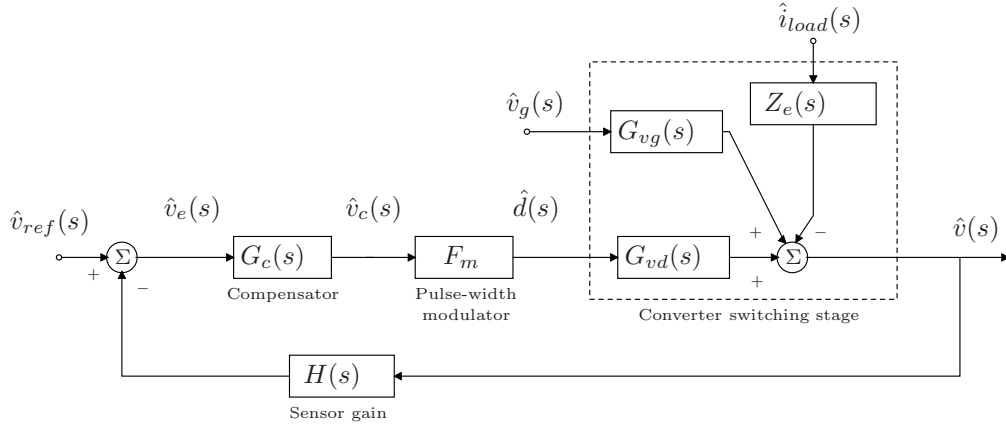 î_load(s)
Z_e(s)
v̂_g(s)
G_vg(s)
v̂_ref(s)
v̂_e(s)
v̂_c(s)
d̂(s)
v̂(s)
+
−
+
Σ
G_c(s)
F_m
G_vd(s)
+
Σ
−
Compensator
Pulse-width
modulator
Converter switching stage
H(s)
Sensor gain